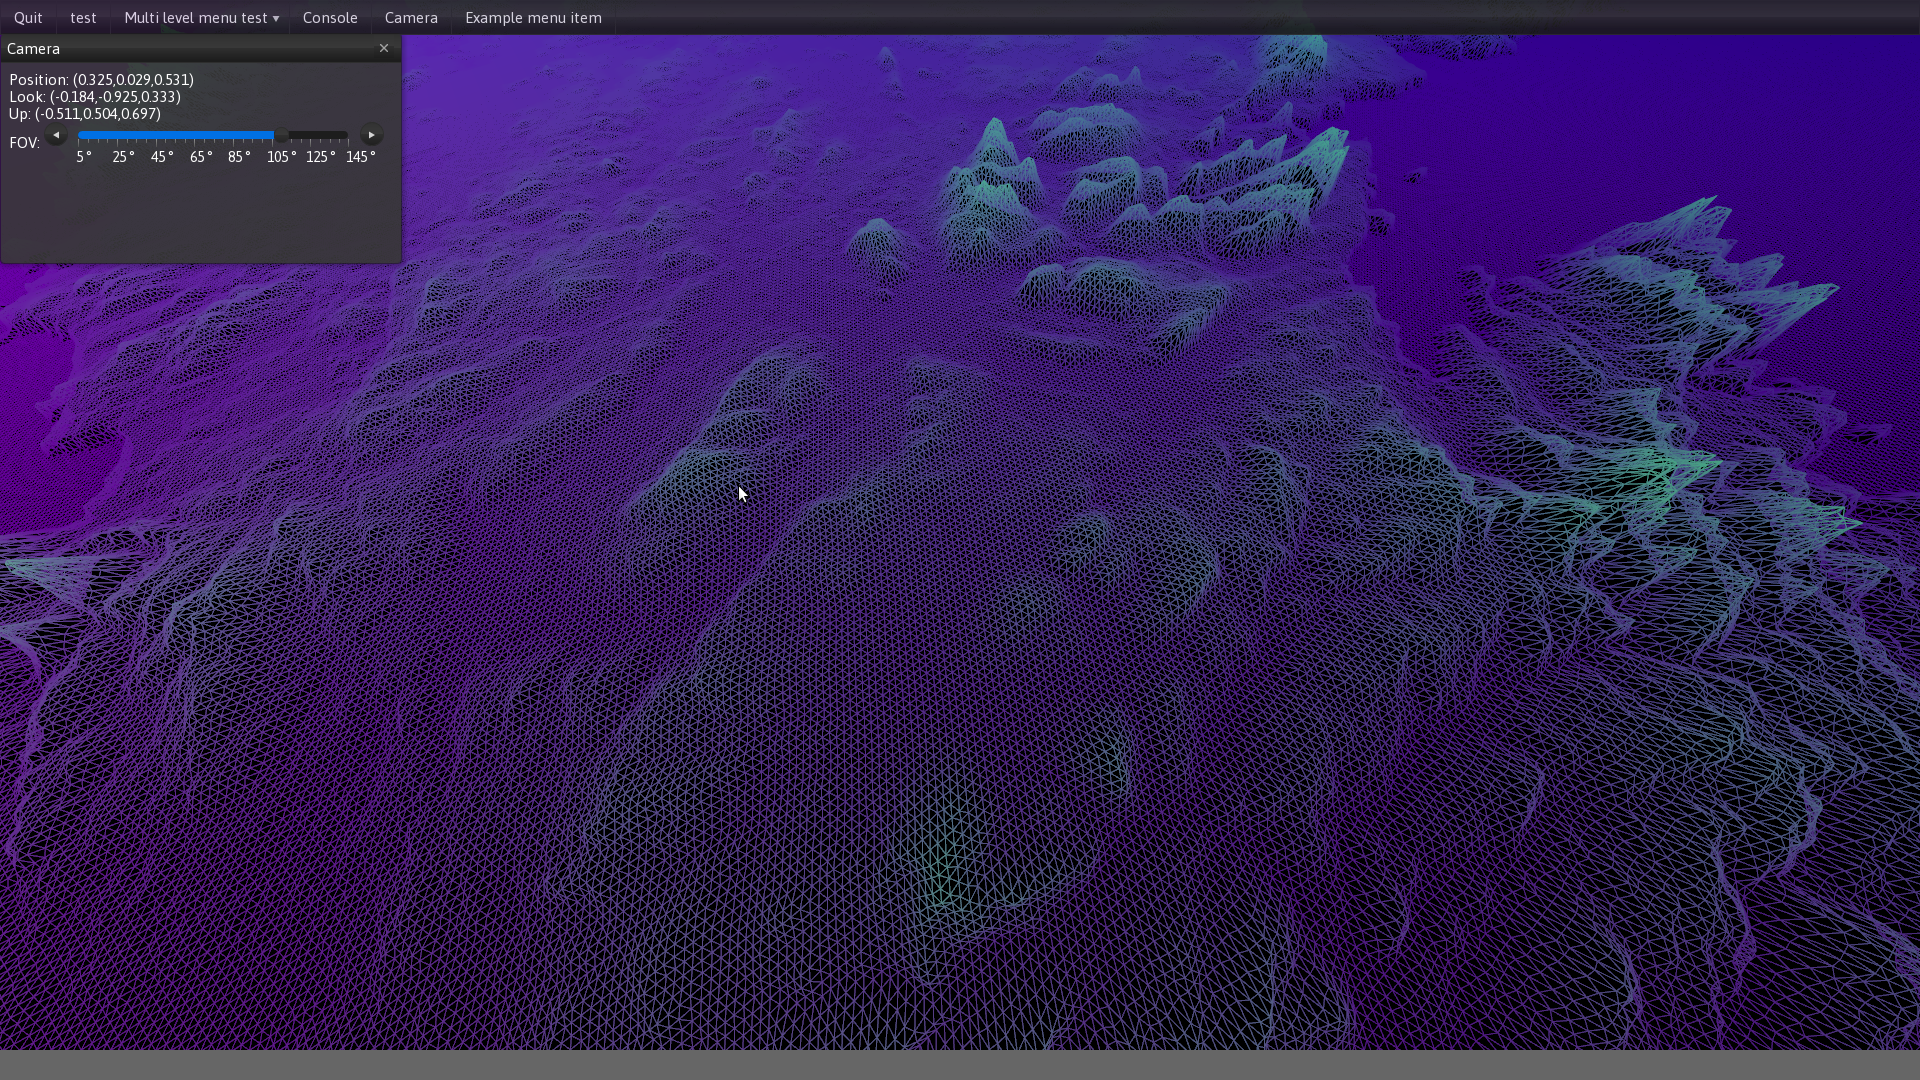 Quit test Multi level menu test Console Camera Example menu item
Camera
Position: (0.325,0.029,0.531)
Look: (-0.184,-0.925,0.333)
Up: (-0.511,0.504,0.697)
FOV:
5° 25° 45° 65° 85° 105° 125° 145°